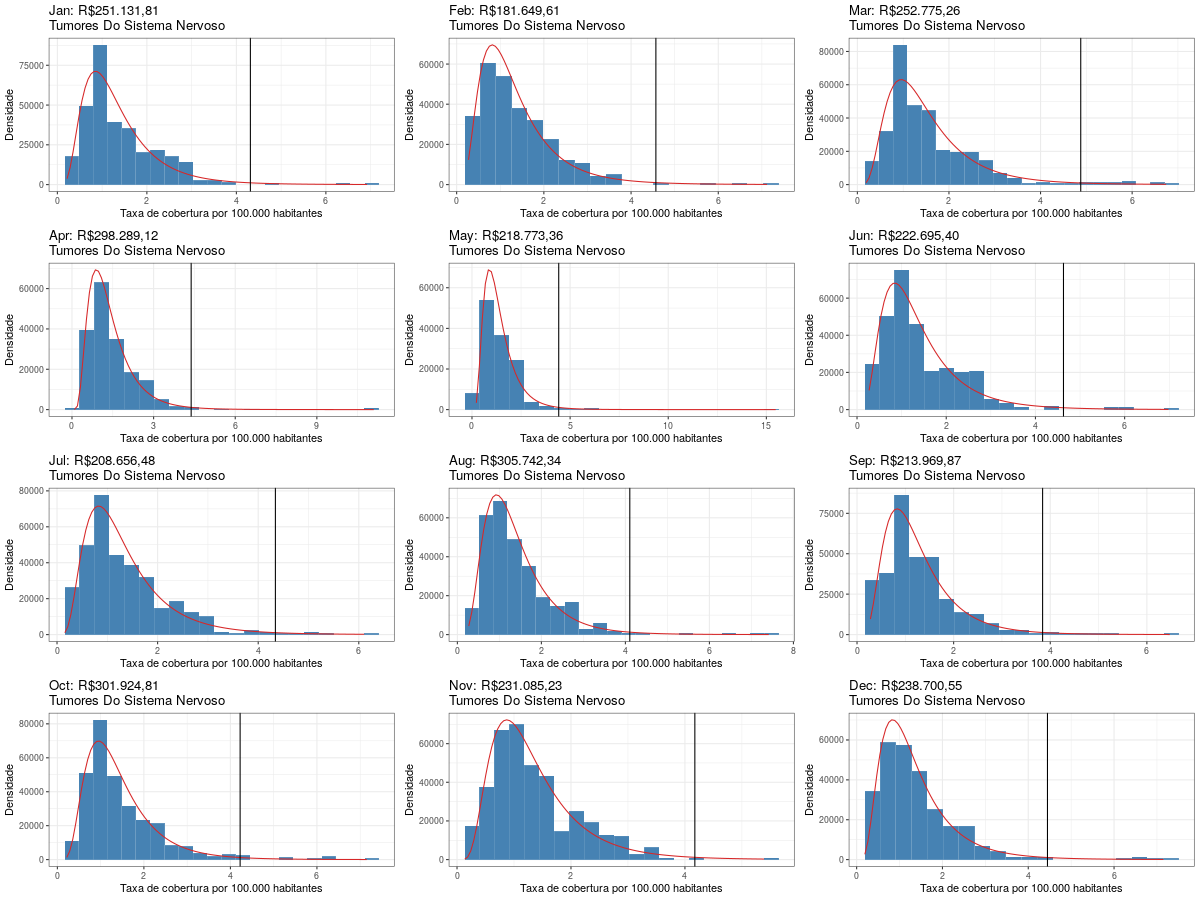 Jan: R$251.131,81
Tumores Do Sistema Nervoso
Densidade
75000
50000
25000
0
0 2 4 6
Taxa de cobertura por 100.000 habitantes
Feb: R$181.649,61
Tumores Do Sistema Nervoso
Densidade
60000
40000
20000
0
0 2 4 6
Taxa de cobertura por 100.000 habitantes
Mar: R$252.775,26
Tumores Do Sistema Nervoso
Densidade
80000
60000
40000
20000
0
0 2 4 6
Taxa de cobertura por 100.000 habitantes
Apr: R$298.289,12
Tumores Do Sistema Nervoso
Densidade
60000
40000
20000
0
0 3 6 9
Taxa de cobertura por 100.000 habitantes
May: R$218.773,36
Tumores Do Sistema Nervoso
Densidade
60000
40000
20000
0
0 5 10 15
Taxa de cobertura por 100.000 habitantes
Jun: R$222.695,40
Tumores Do Sistema Nervoso
Densidade
60000
40000
20000
0
0 2 4 6
Taxa de cobertura por 100.000 habitantes
Jul: R$208.656,48
Tumores Do Sistema Nervoso
Densidade
80000
60000
40000
20000
0
0 2 4 6
Taxa de cobertura por 100.000 habitantes
Aug: R$305.742,34
Tumores Do Sistema Nervoso
Densidade
60000
40000
20000
0
0 2 4 6 8
Taxa de cobertura por 100.000 habitantes
Sep: R$213.969,87
Tumores Do Sistema Nervoso
Densidade
75000
50000
25000
0
0 2 4 6
Taxa de cobertura por 100.000 habitantes
Oct: R$301.924,81
Tumores Do Sistema Nervoso
Densidade
80000
60000
40000
20000
0
0 2 4 6
Taxa de cobertura por 100.000 habitantes
Nov: R$231.085,23
Tumores Do Sistema Nervoso
Densidade
60000
40000
20000
0
0 2 4
Taxa de cobertura por 100.000 habitantes
Dec: R$238.700,55
Tumores Do Sistema Nervoso
Densidade
60000
40000
20000
0
0 2 4 6
Taxa de cobertura por 100.000 habitantes